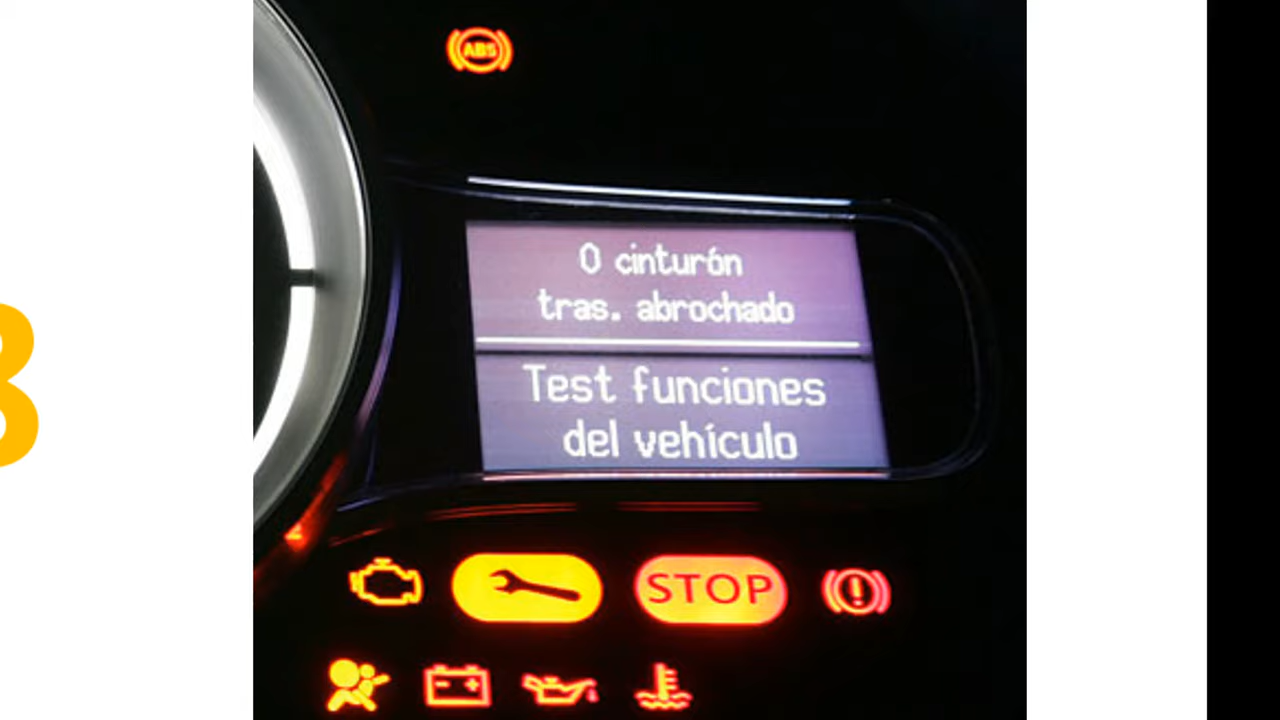 ABS
0 cinturón
tras. abrochado
Test funciones
del vehículo
STOP